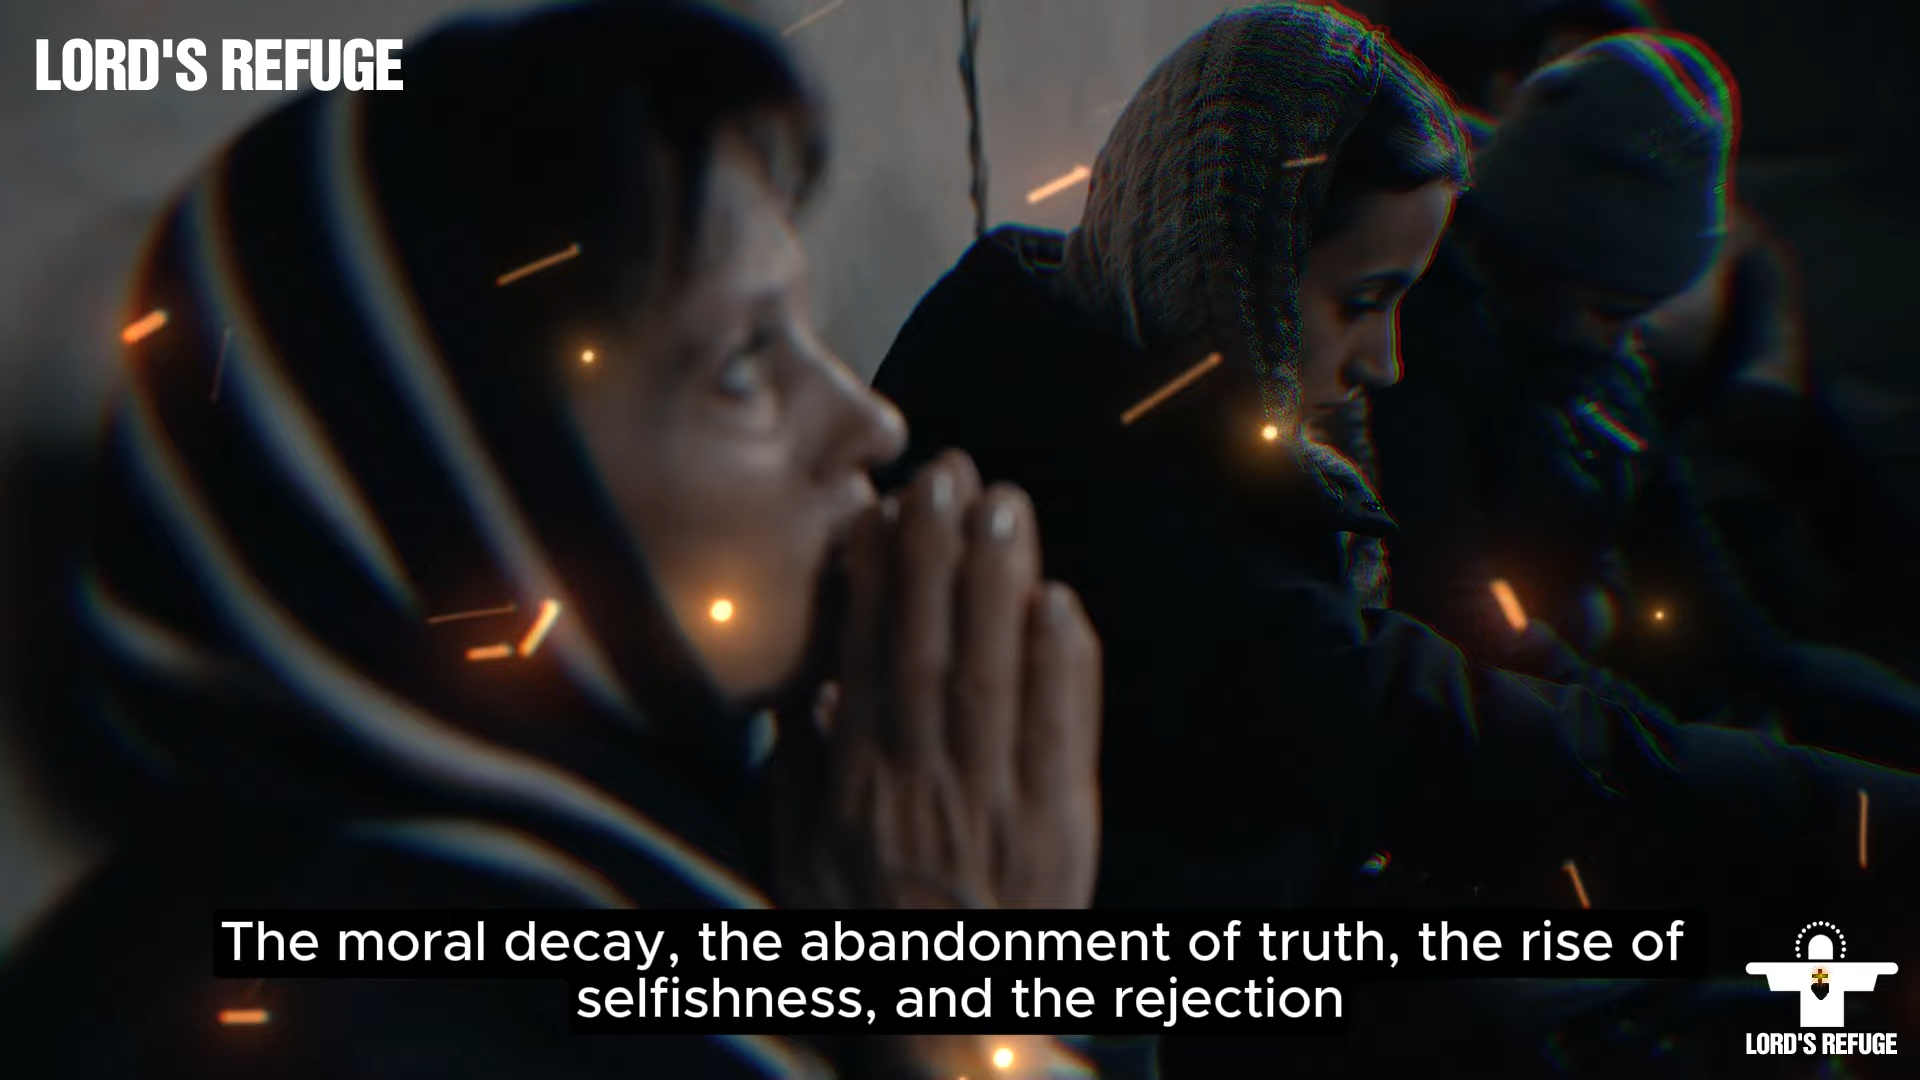 LORD'S REFUGE
The moral decay, the abandonment of truth, the rise of
selfishness, and the rejection
LORD'S REFUGE